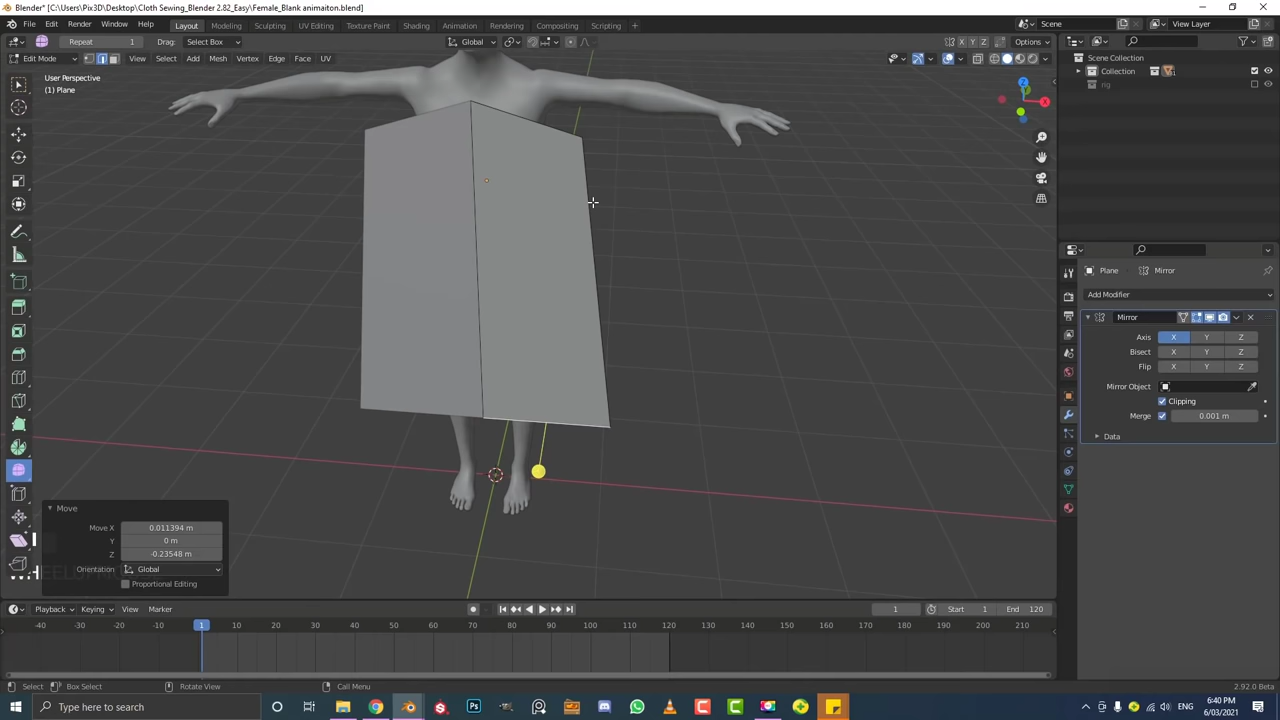 Blender* [C:\Users\Pix3D\Desktop\Cloth Sewing_Blender 2.82_Easy\Female_Blank animaiton.blend]
File Edit Render Window Help Layout Modeling Sculpting UV Editing Texture Paint Shading Animation Rendering Compositing Scripting + Scene View Layer
Repeat 1 Drag: Select Box Global X Y Z Options
Edit Mode View Select Add Mesh Vertex Edge Face UV
User Perspective
(1) Plane
Scene Collection
Collection
rig
X
Plane Mirror
Add Modifier
Mirror
Axis X Y Z
Bisect X Y Z
Flip X Y Z
Mirror Object
Clipping
Merge 0.001 m
Data
Move
Move X 0.011394 m
Y 0 m
Z -0.23548 m
Orientation Global
Proportional Editing
Playback Keying View Marker 1 Start 1 End 120
-40 -30 -20 -10 1 10 20 30 40 50 60 70 80 90 100 110 120 130 140 150 160 170 180 190 200 210
Select Box Select Rotate View Call Menu 2.92.0 Beta
Type here to search
6:40 PM
6/03/2021